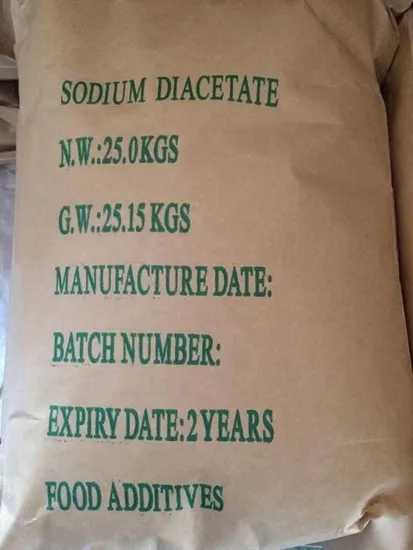 SODIUM DIACETATE
N.W.:25.0KGS
G.W.:25.15 KGS
MANUFACTURE DATE:
BATCH NUMBER:
EXPIRY DATE:2 YEARS
FOOD ADDITIVES